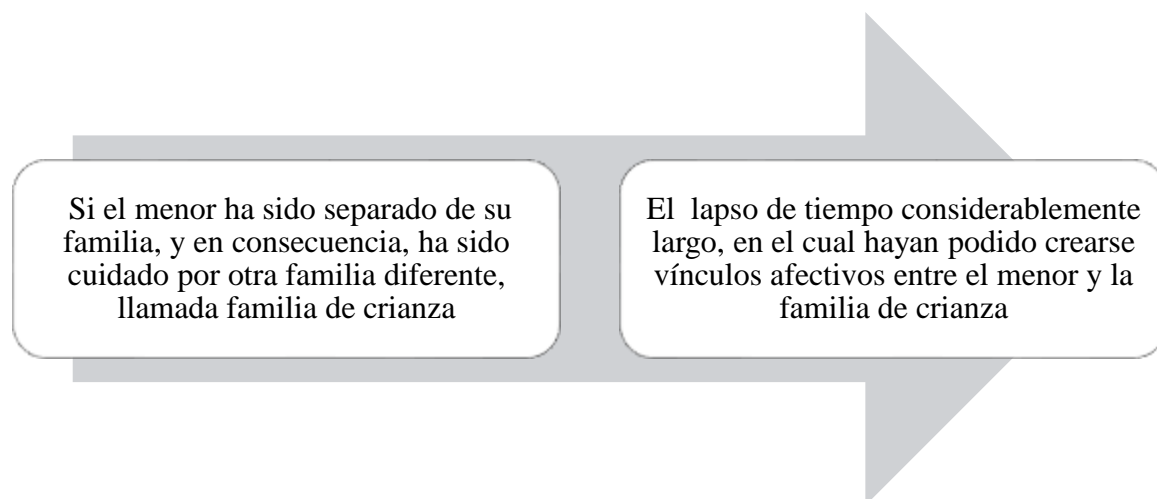 Si el menor ha sido separado de su
familia, y en consecuencia, ha sido
cuidado por otra familia diferente,
llamada familia de crianza
El lapso de tiempo considerablemente
largo, en el cual hayan podido crearse
vínculos afectivos entre el menor y la
familia de crianza